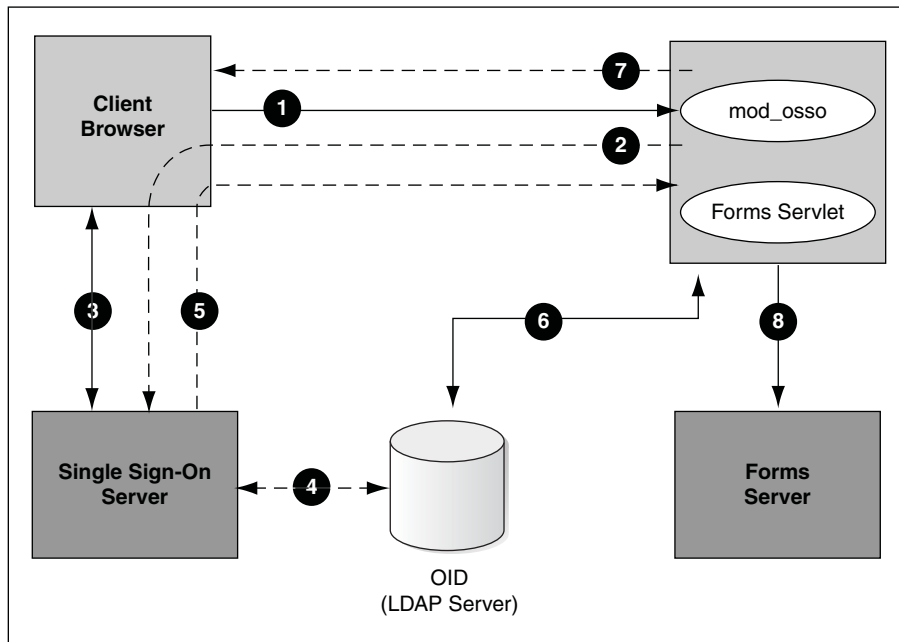 7
Client
Browser
1
mod_osso
2
Forms Servlet
3
5
6
8
Single Sign-On
Server
4
Forms
Server
OID
(LDAP Server)